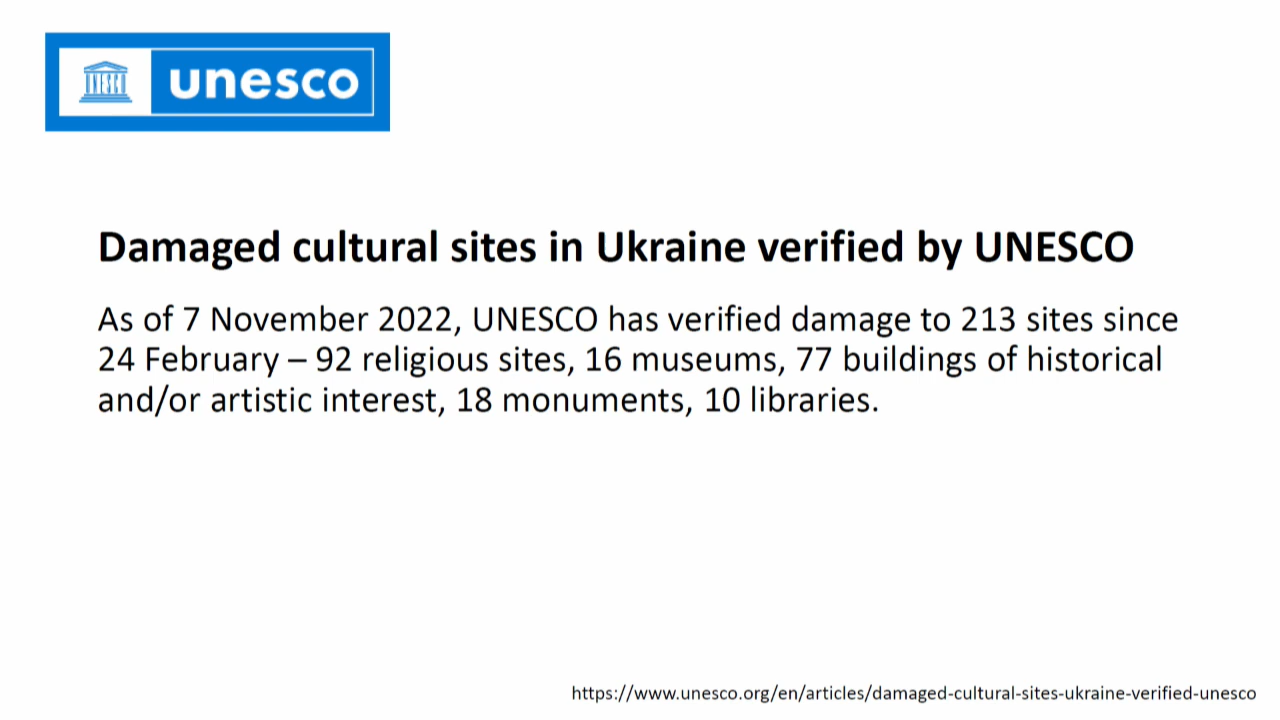 unesco
Damaged cultural sites in Ukraine verified by UNESCO
As of 7 November 2022, UNESCO has verified damage to 213 sites since
24 February – 92 religious sites, 16 museums, 77 buildings of historical
and/or artistic interest, 18 monuments, 10 libraries.
https://www.unesco.org/en/articles/damaged-cultural-sites-ukraine-verified-unesco